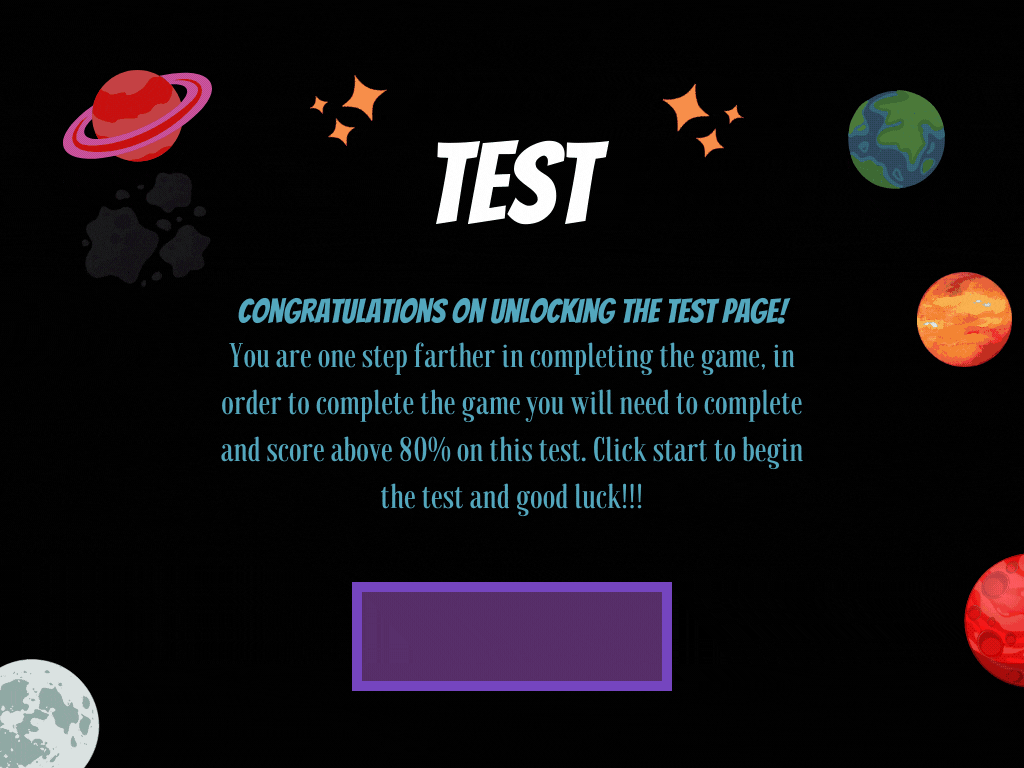 TEST
CONGRATULATIONS ON UNLOCKING THE TEST PAGE!
You are one step farther in completing the game, in
order to complete the game you will need to complete
and score above 80% on this test. Click start to begin
the test and good luck!!!